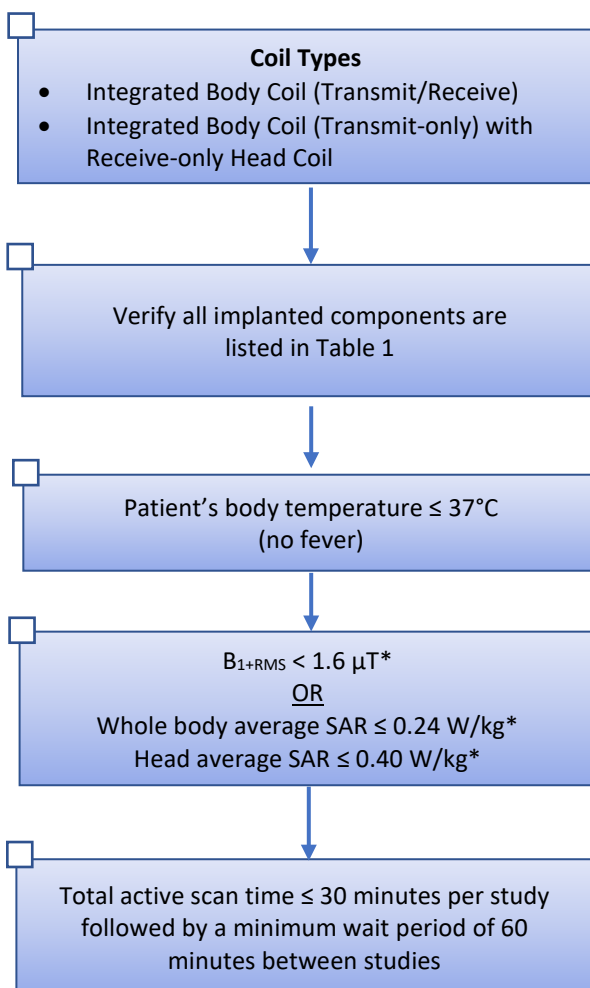 Coil Types
• Integrated Body Coil (Transmit/Receive)
• Integrated Body Coil (Transmit-only) with
Receive-only Head Coil
Verify all implanted components are
listed in Table 1
Patient's body temperature ≤ 37°C
(no fever)
B1+RMS < 1.6 µT*
OR
Whole body average SAR ≤ 0.24 W/kg*
Head average SAR ≤ 0.40 W/kg*
Total active scan time ≤ 30 minutes per study
followed by a minimum wait period of 60
minutes between studies